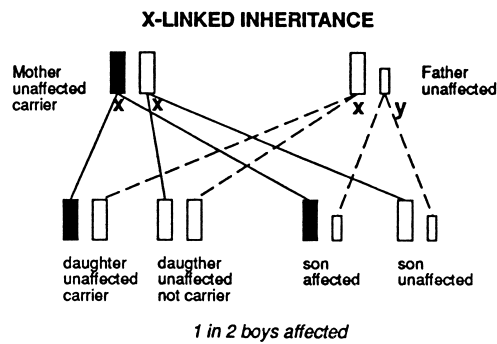 X-LINKED INHERITANCE
Mother
unaffected
carrier
Father
unaffected
x
x
x
y
daughter
unaffected
carrier
daugther
unaffected
not carrier
son
affected
son
unaffected
1 in 2 boys affected